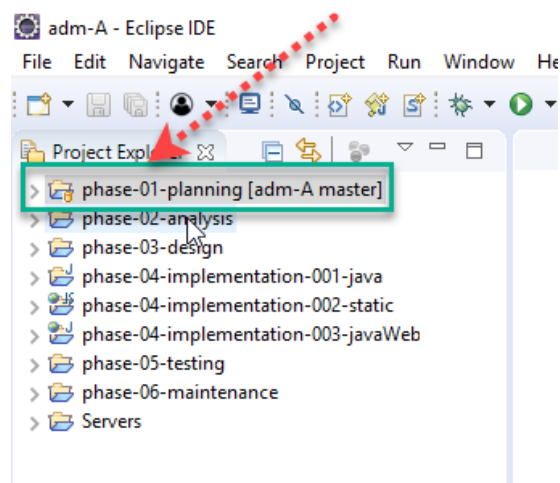 adm-A - Eclipse IDE
File Edit Navigate Search Project Run Window
Project
phase-01-planning [adm-A master]
phase-02-analysis
phase-03-design
phase-04-implementation-001-java
phase-04-implementation-002-static
phase-04-implementation-003-javaWeb
phase-05-testing
phase-06-maintenance
Servers